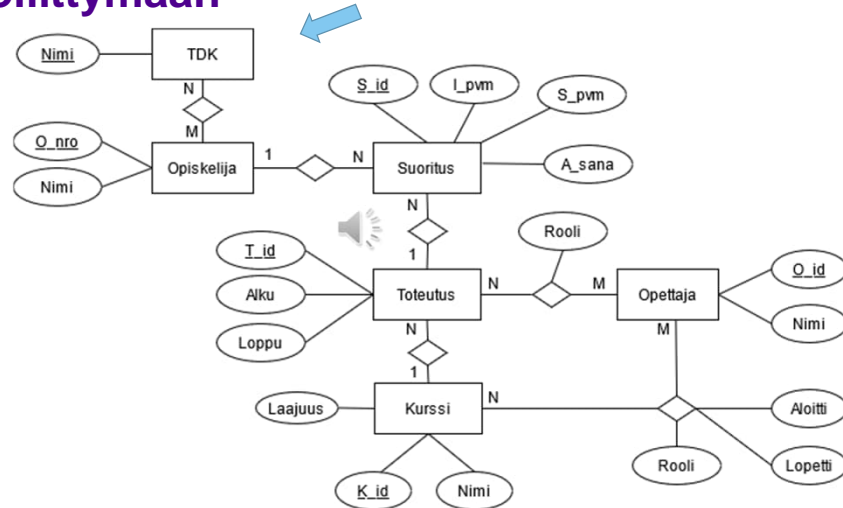 Nimi
TDK
N
M
O_nro
Nimi
Opiskelija
1
N
S_id
I_pvm
S_pvm
A_sana
Suoritus
N
1
T_id
Alku
Loppu
Toteutus
N
M
Rooli
Opettaja
O_id
Nimi
N
1
Laajuus
Kurssi
K_id
Nimi
N
M
Rooli
Aloitti
Lopetti